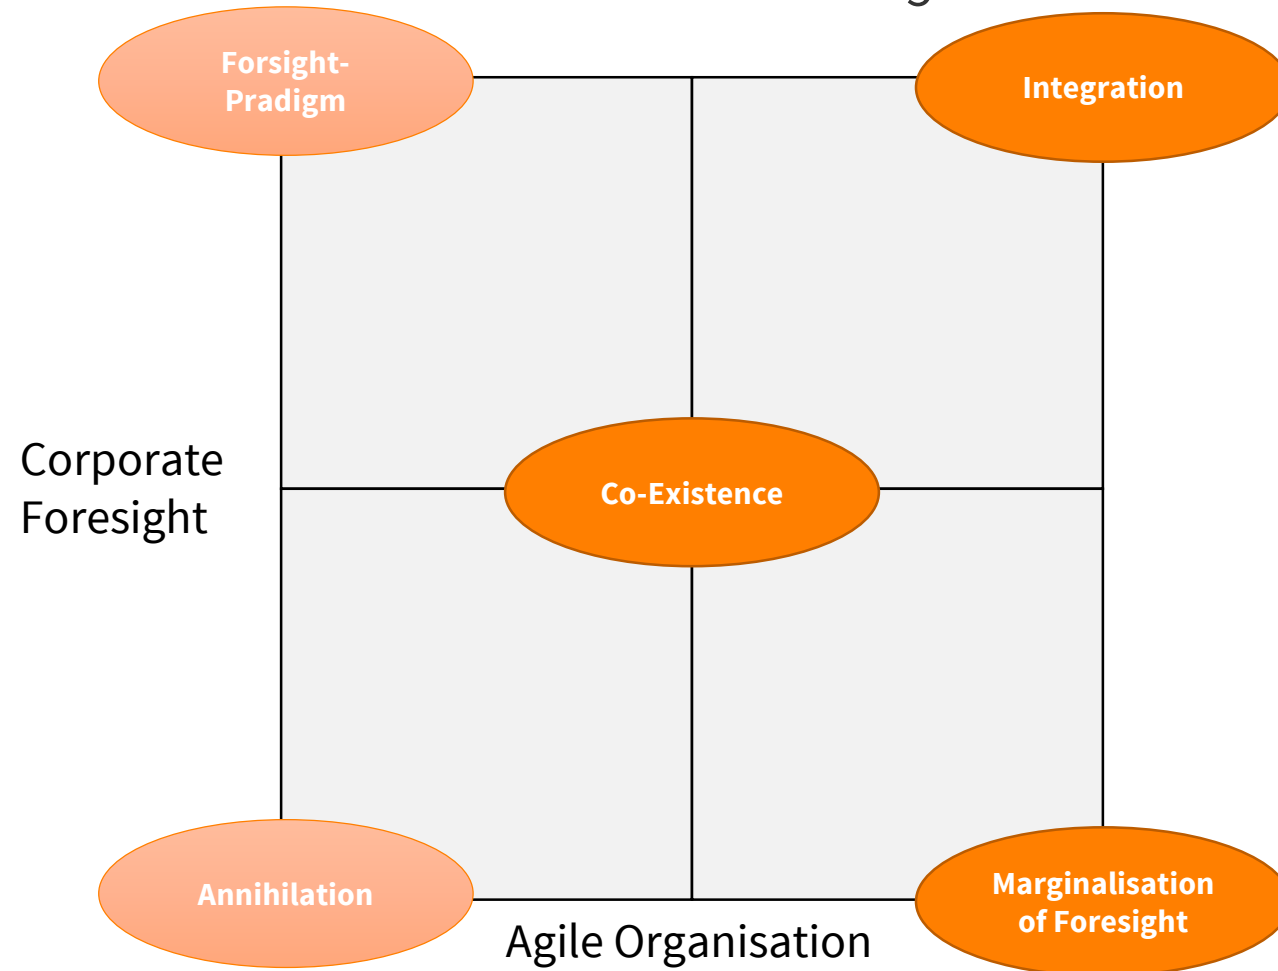 Forsight-
Pradigm
Integration
Corporate
Foresight
Co-Existence
Annihilation
Marginalisation
of Foresight
Agile Organisation